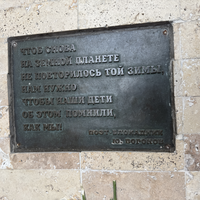 ЧТОБ СНОВА
НА ЗЕМНОЙ ПЛАНЕТЕ
НЕ ПОВТОРИЛОСЬ ТОЙ ЗИМЫ,
НАМ НУЖНО,
ЧТОБЫ НАШИ ДЕТИ
ОБ ЭТОМ ПОМНИЛИ,
КАК МЫ!